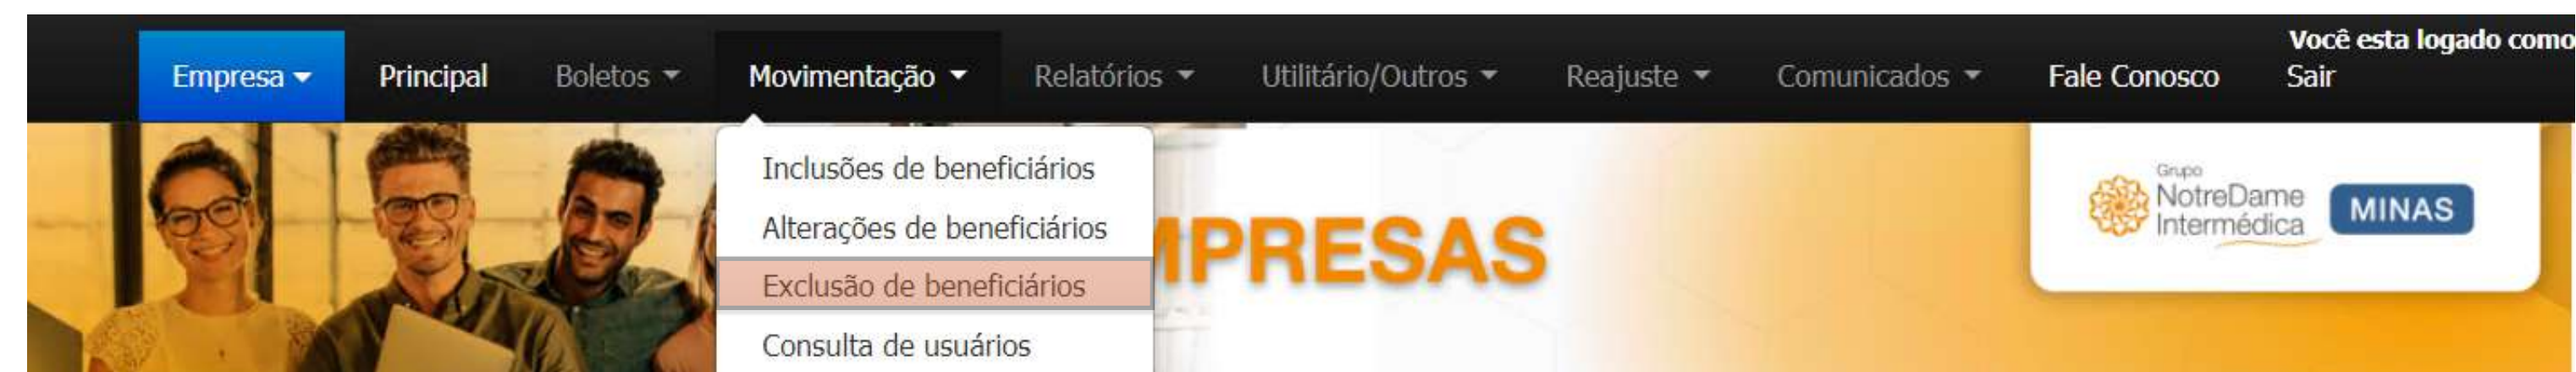 Você esta logado como
Empresa Principal Boletos Movimentação Relatórios Utilitário/Outros Reajuste Comunicados Fale Conosco Sair
Inclusões de beneficiários
Alterações de beneficiários
Exclusão de beneficiários
Consulta de usuários
MPRESAS
Grupo
NotreDame
Intermédica
MINAS